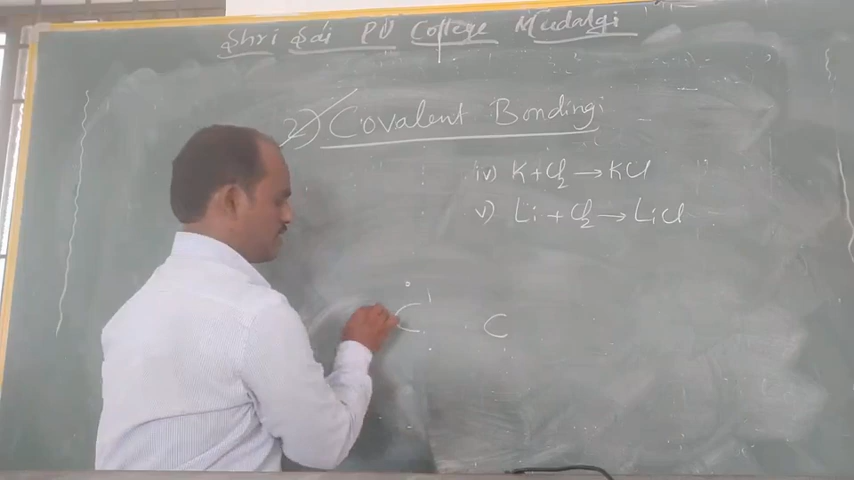 Shri Sai PU College Mudalgi
2) Covalent Bonding:
iv) K + Cl2 → KCl
v) Li + Cl2 → LiCl
C C